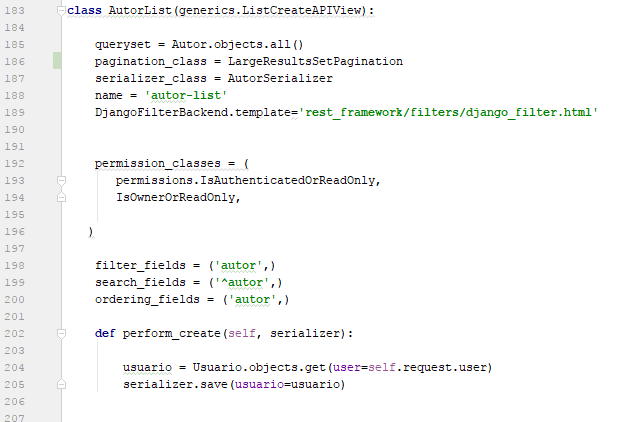 183 class AutorList(generics.ListCreateAPIView):
184
185 queryset = Autor.objects.all()
186 pagination_class = LargeResultsSetPagination
187 serializer_class = AutorSerializer
188 name = 'autor-list'
189 DjangoFilterBackend.template='rest_framework/filters/django_filter.html'
190
191
192 permission_classes = (
193 permissions.IsAuthenticatedOrReadOnly,
194 IsOwnerOrReadOnly,
195
196 )
197
198 filter_fields = ('autor',)
199 search_fields = ('^autor',)
200 ordering_fields = ('autor',)
201
202 def perform_create(self, serializer):
203
204 usuario = Usuario.objects.get(user=self.request.user)
205 serializer.save(usuario=usuario)
206
207